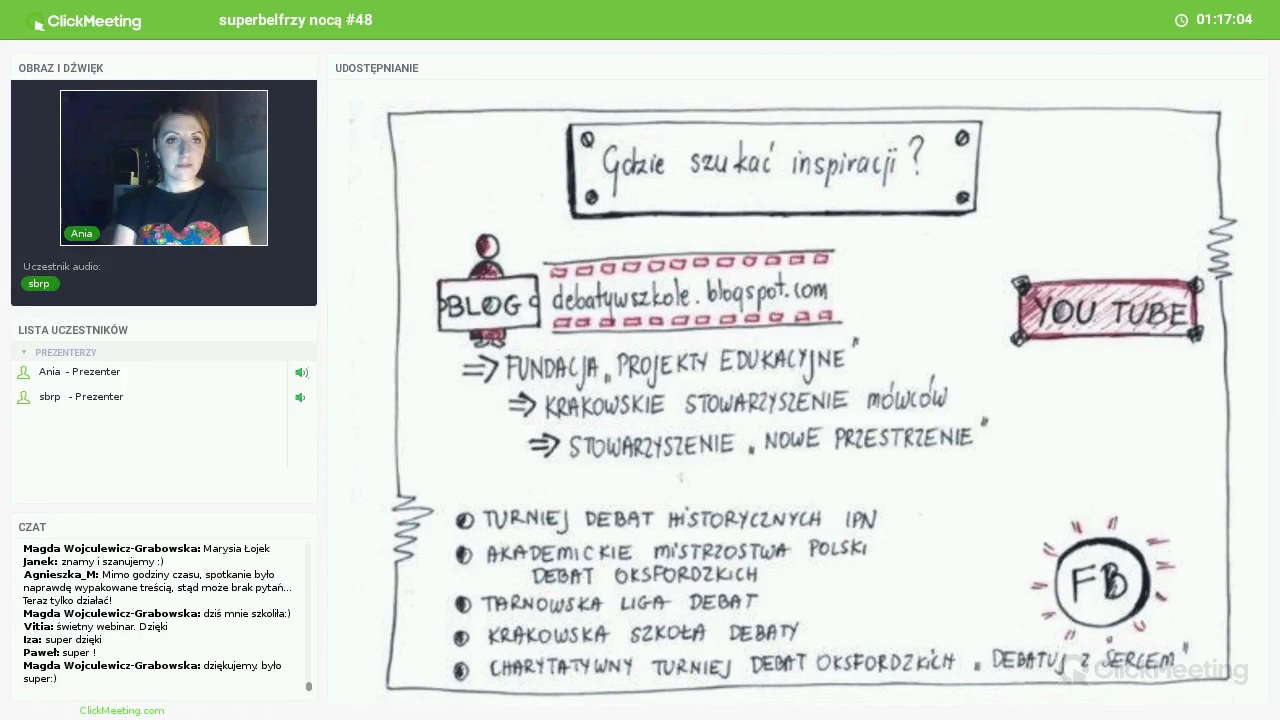 ClickMeeting
superbelfrzy nocą #48
01:17:04
OBRAZ I DŹWIĘK
Ania
Uczestnik audio:
sbrp
LISTA UCZESTNIKÓW
PREZENTERZY
Ania - Prezenter
sbrp - Prezenter
CZAT
Magda Wojculewicz-Grabowska: Marysia Łojek
Janek: znamy i szanujemy :)
Agnieszka_M: Mimo godziny czasu, spotkanie było
naprawdę wypakowane treścią, stąd może brak pytań...
Teraz tylko działać!
Magda Wojculewicz-Grabowska: dziś mnie szkoliła:)
Vitia: świetny webinar. Dzięki
Iza: super dzięki
Paweł: super !
Magda Wojculewicz-Grabowska: dziękujemy. było
super:)
ClickMeeting.com
UDOSTĘPNIANIE
Gdzie szukać inspiracji?
BLOG debatywszkole.blogspot.com
YOU TUBE
⇒ FUNDACJA „PROJEKTY EDUKACYJNE”
⇒ KRAKOWSKIE STOWARZYSZENIE MÓWCÓW
⇒ STOWARZYSZENIE „NOWE PRZESTRZENIE”
TURNIEJ DEBAT HISTORYCZNYCH IPN
AKADEMICKIE MISTRZOSTWA POLSKI
DEBAT OKSFORDZKICH
TARNOWSKA LIGA DEBAT
KRAKOWSKA SZKOŁA DEBATY
CHARYTATYWNY TURNIEJ DEBAT OKSFORDZKICH „DEBATUJ Z SERCEM”
FB
ClickMeeting